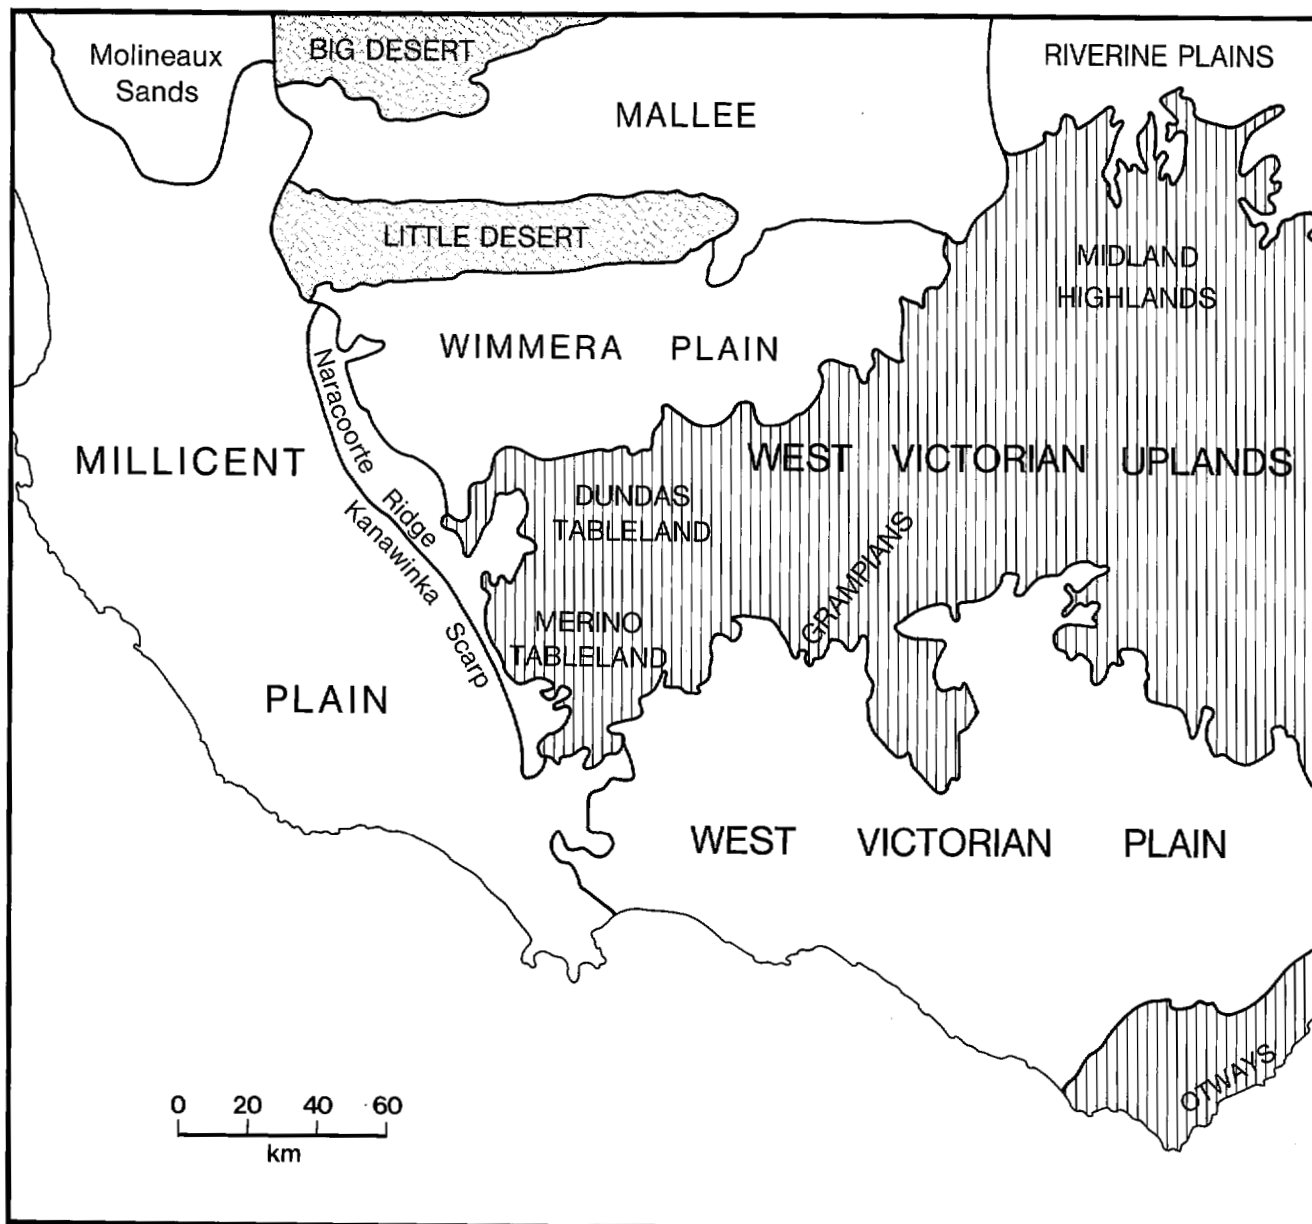 Molineaux
Sands
BIG DESERT
RIVERINE PLAINS
MALLEE
LITTLE DESERT
MIDLAND
HIGHLANDS
WIMMERA PLAIN
Naracoorte Ridge
Kanawinka Scarp
MILLICENT
PLAIN
WEST VICTORIAN UPLANDS
DUNDAS
TABLELAND
GRAMPIANS
MERINO
TABLELAND
WEST VICTORIAN PLAIN
OTWAYS
0 20 40 60
km